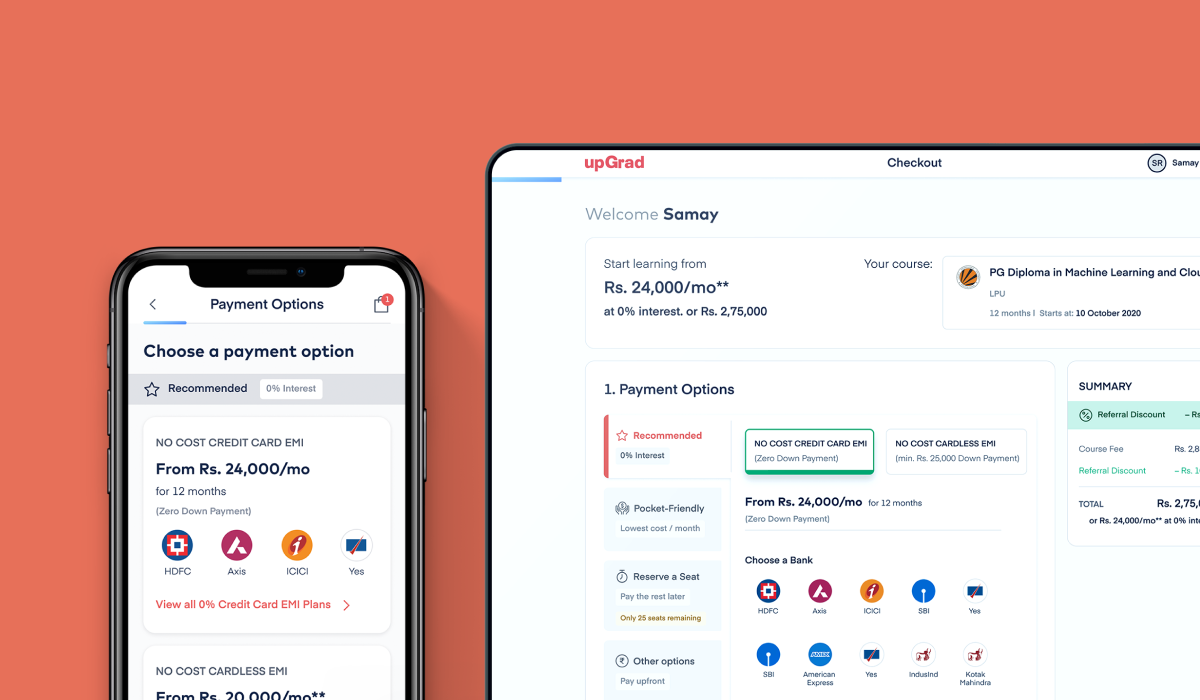 Payment Options
1
Choose a payment option
Recommended
0% Interest
NO COST CREDIT CARD EMI
From Rs. 24,000/mo
for 12 months
(Zero Down Payment)
HDFC
Axis
ICICI
Yes
View all 0% Credit Card EMI Plans
NO COST CARDLESS EMI
From Rs. 20,000/mo**
upGrad
Checkout
SR
Samay
Welcome Samay
Start learning from
Rs. 24,000/mo**
at 0% interest. or Rs. 2,75,000
Your course:
PG Diploma in Machine Learning and Clou
LPU
12 months | Starts at: 10 October 2020
1. Payment Options
Recommended
0% Interest
Pocket-Friendly
Lowest cost / month
Reserve a Seat
Pay the rest later
Only 25 seats remaining
Other options
Pay upfront
NO COST CREDIT CARD EMI
(Zero Down Payment)
NO COST CARDLESS EMI
(min. Rs. 25,000 Down Payment)
From Rs. 24,000/mo for 12 months
(Zero Down Payment)
Choose a Bank
HDFC
Axis
ICICI
SBI
Yes
SBI
AMEX
American
Express
Yes
IndusInd
Kotak
Mahindra
SUMMARY
Referral Discount – Rs
Course Fee Rs. 2,8
Referral Discount – Rs. 1
TOTAL Rs. 2,75,
or Rs. 24,000/mo** at 0% inte